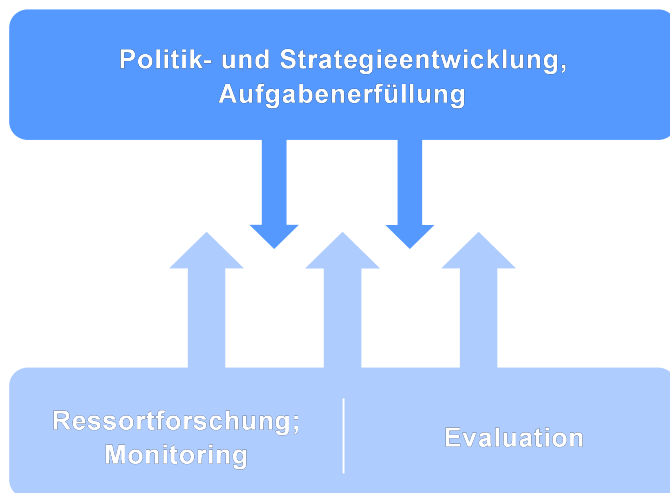 Politik- und Strategieentwicklung,
Aufgabenerfüllung
Ressortforschung;
Monitoring
Evaluation